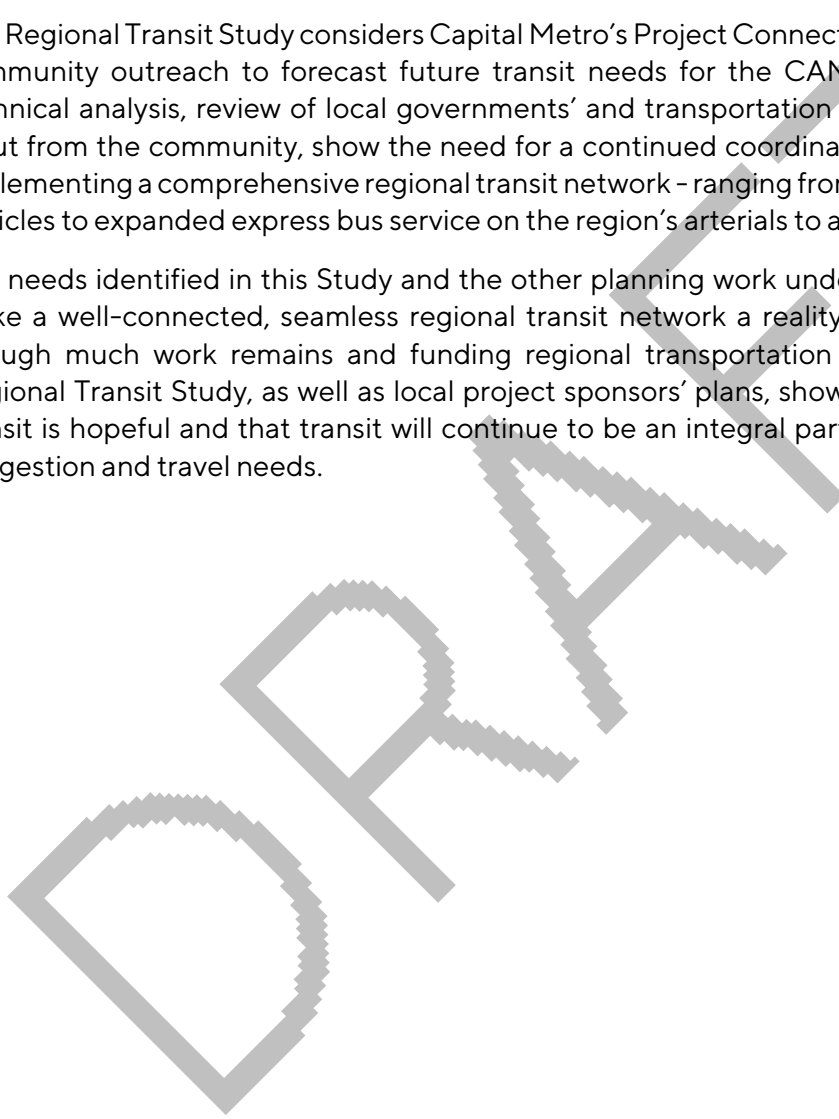 Regional Transit Study considers Capital Metro's Project Connect
mmunity outreach to forecast future transit needs for the CAM
hnical analysis, review of local governments' and transportation
ut from the community, show the need for a continued coordina
lementing a comprehensive regional transit network - ranging from
icles to expanded express bus service on the region's arterials to a
needs identified in this Study and the other planning work unde
ke a well-connected, seamless regional transit network a reality
ugh much work remains and funding regional transportation
gional Transit Study, as well as local project sponsors' plans, show
nsit is hopeful and that transit will continue to be an integral part
gestion and travel needs.
DRAFT